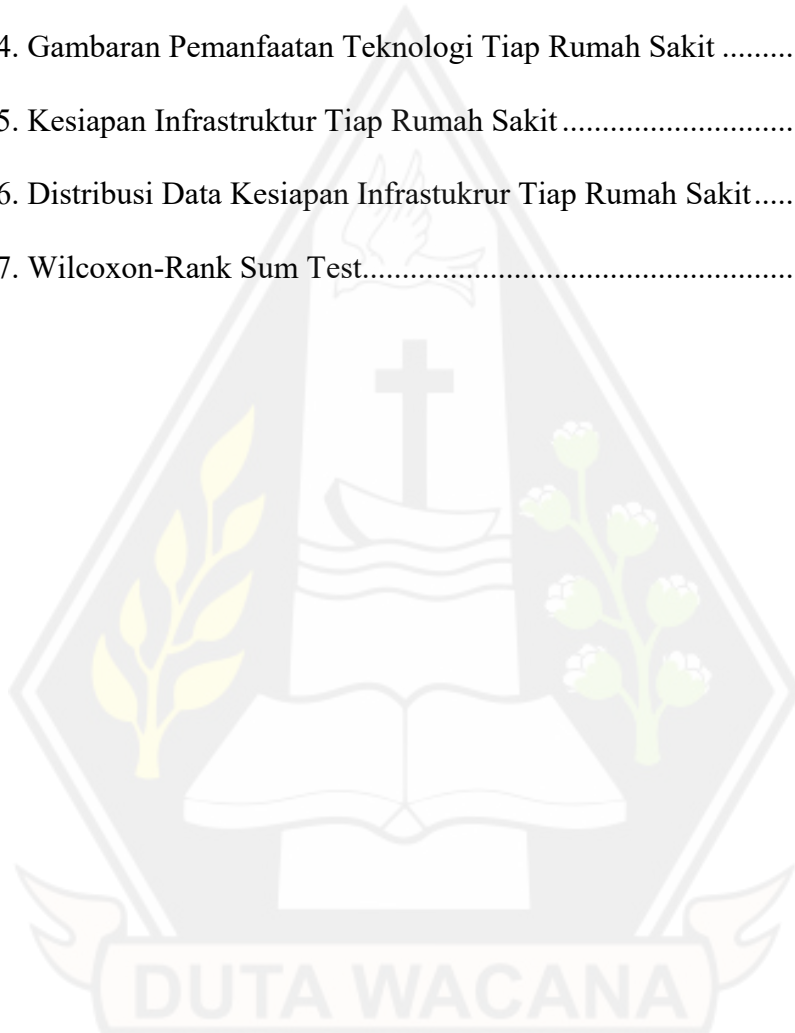 4. Gambaran Pemanfaatan Teknologi Tiap Rumah Sakit .........
5. Kesiapan Infrastruktur Tiap Rumah Sakit .............................
6. Distribusi Data Kesiapan Infrastukrur Tiap Rumah Sakit.....
7. Wilcoxon-Rank Sum Test......................................................
DUTA WACANA